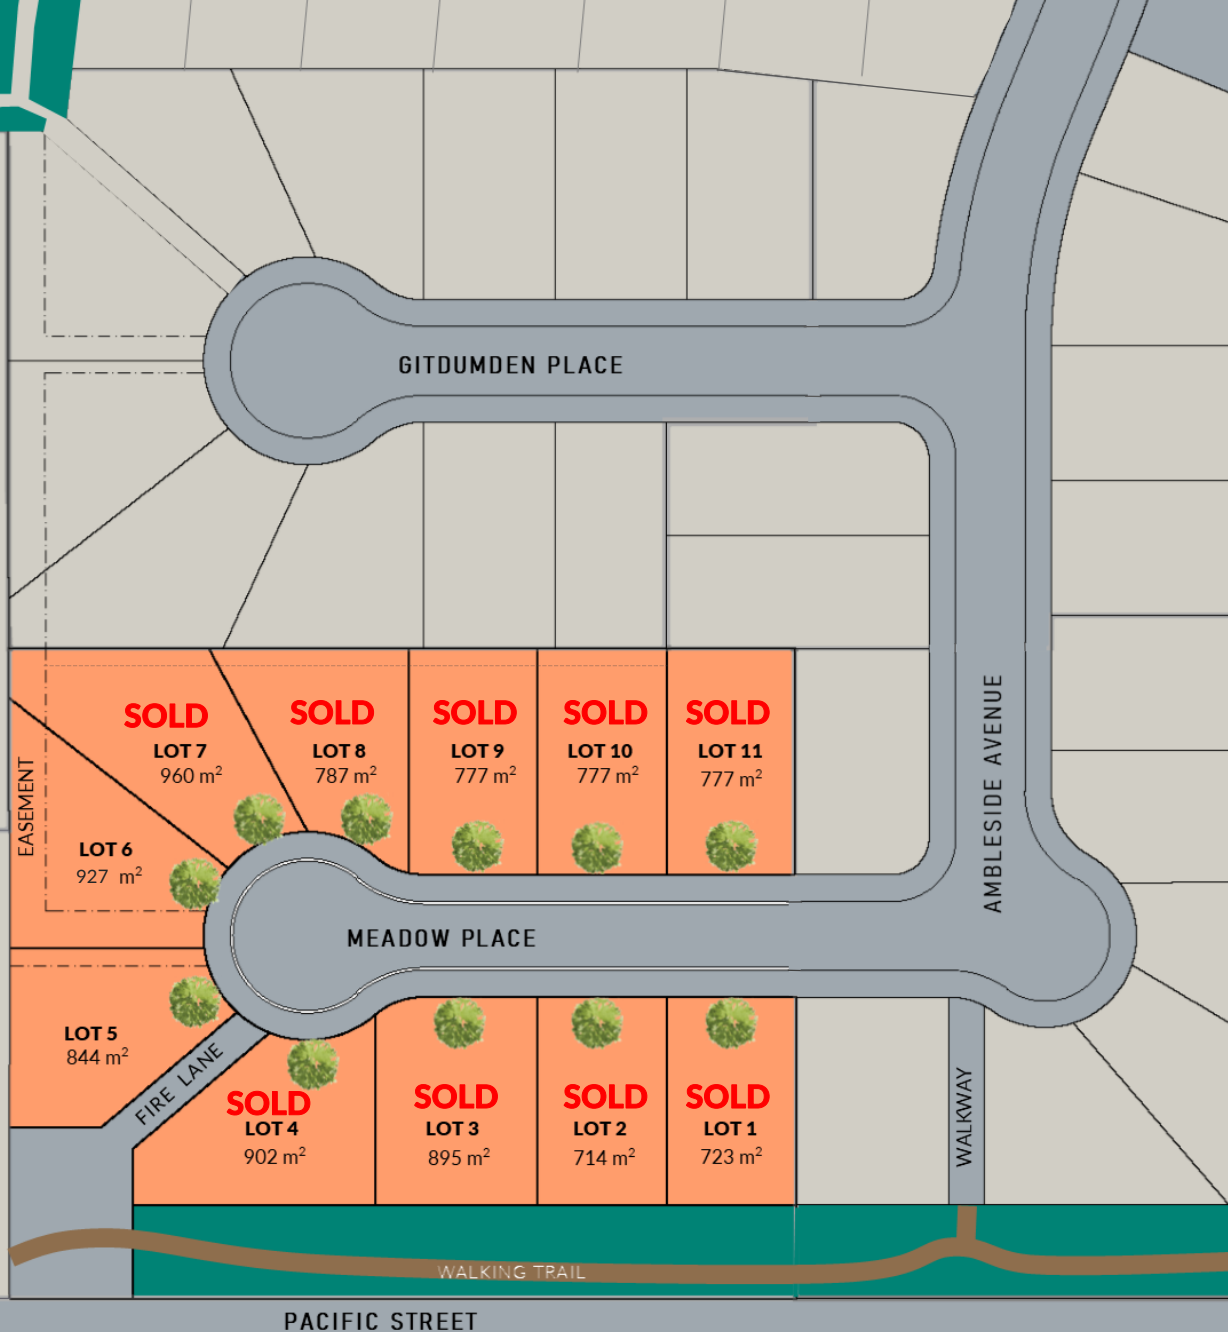 GITDUMDEN PLACE
AMBLESIDE AVENUE
SOLD
LOT 7
960 m²
SOLD
LOT 8
787 m²
SOLD
LOT 9
777 m²
SOLD
LOT 10
777 m²
SOLD
LOT 11
777 m²
EASEMENT
LOT 6
927 m²
MEADOW PLACE
LOT 5
844 m²
FIRE LANE
SOLD
LOT 4
902 m²
SOLD
LOT 3
895 m²
SOLD
LOT 2
714 m²
SOLD
LOT 1
723 m²
WALKWAY
WALKING TRAIL
PACIFIC STREET